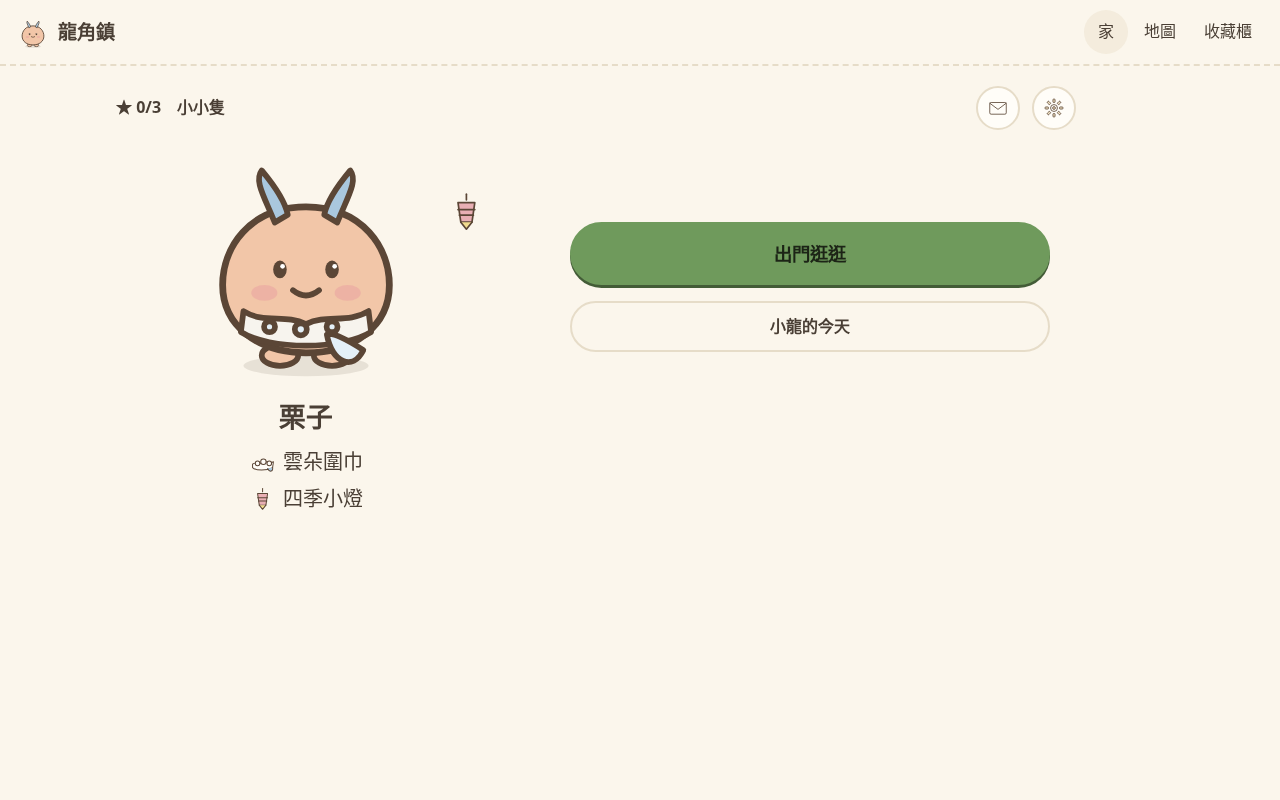 龍角鎮
家
地圖
收藏櫃
★ 0/3 小小隻
出門逛逛
小龍的今天
栗子
雲朵圍巾
四季小燈